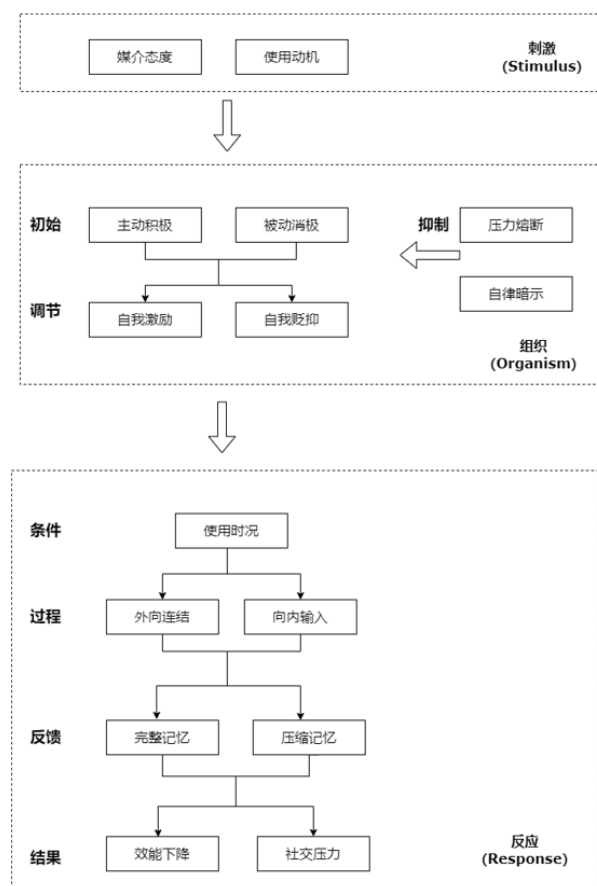 媒介态度
使用动机
刺激
(Stimulus)
初始
主动积极
被动消极
抑制
压力熔断
调节
自我激励
自我贬抑
自律暗示
组织
(Organism)
条件
使用时况
过程
外向连结
向内输入
反馈
完整记忆
压缩记忆
结果
效能下降
社交压力
反应
(Response)